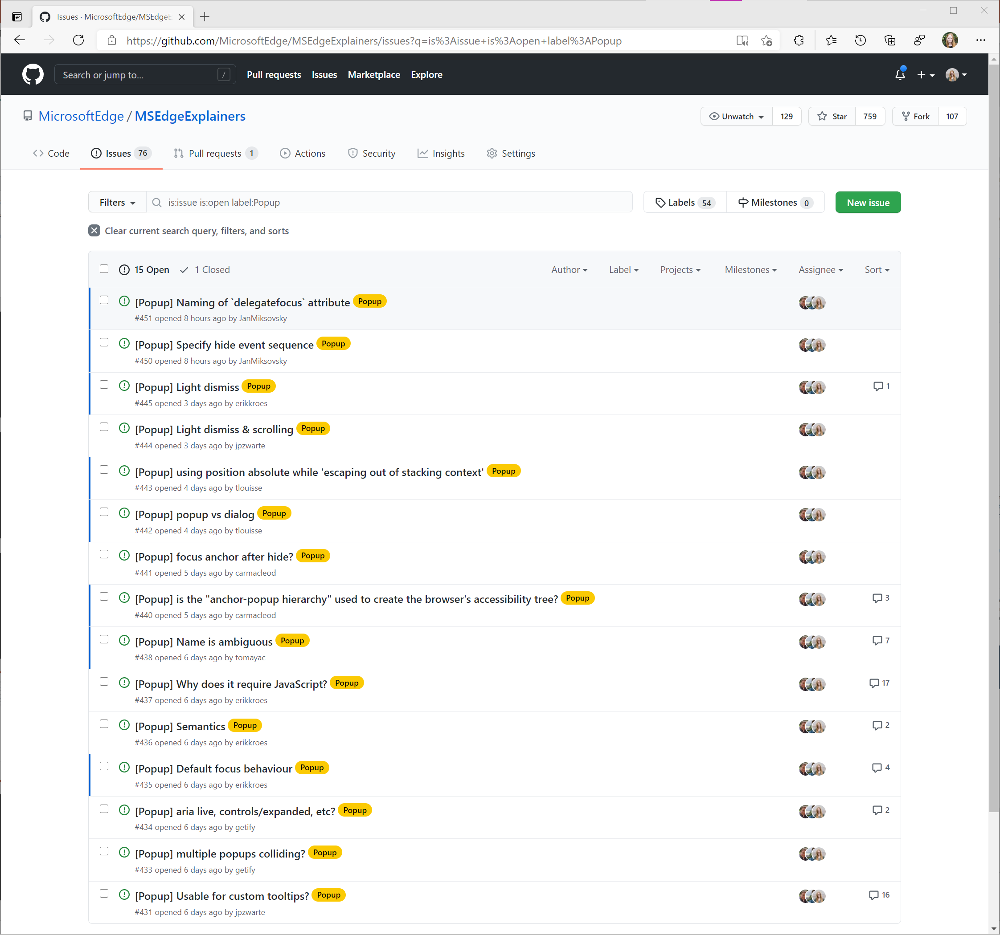 Issues · MicrosoftEdge/MSEdgeE
https://github.com/MicrosoftEdge/MSEdgeExplainers/issues?q=is%3Aissue+is%3Aopen+label%3APopup
Search or jump to... / Pull requests Issues Marketplace Explore
MicrosoftEdge / MSEdgeExplainers Unwatch 129 Star 759 Fork 107
Code Issues 76 Pull requests 1 Actions Security Insights Settings
Filters is:issue is:open label:Popup Labels 54 Milestones 0 New issue
Clear current search query, filters, and sorts
15 Open 1 Closed Author Label Projects Milestones Assignee Sort
[Popup] Naming of `delegatefocus` attribute Popup
#451 opened 8 hours ago by JanMiksovsky
[Popup] Specify hide event sequence Popup
#450 opened 8 hours ago by JanMiksovsky
[Popup] Light dismiss Popup 1
#445 opened 3 days ago by erikkroes
[Popup] Light dismiss & scrolling Popup
#444 opened 3 days ago by jpzwarte
[Popup] using position absolute while 'escaping out of stacking context' Popup
#443 opened 4 days ago by tlouisse
[Popup] popup vs dialog Popup
#442 opened 4 days ago by tlouisse
[Popup] focus anchor after hide? Popup
#441 opened 5 days ago by carmacleod
[Popup] is the "anchor-popup hierarchy" used to create the browser's accessibility tree? Popup 3
#440 opened 5 days ago by carmacleod
[Popup] Name is ambiguous Popup 7
#438 opened 6 days ago by tomayac
[Popup] Why does it require JavaScript? Popup 17
#437 opened 6 days ago by erikkroes
[Popup] Semantics Popup 2
#436 opened 6 days ago by erikkroes
[Popup] Default focus behaviour Popup 4
#435 opened 6 days ago by erikkroes
[Popup] aria live, controls/expanded, etc? Popup 2
#434 opened 6 days ago by getify
[Popup] multiple popups colliding? Popup
#433 opened 6 days ago by getify
[Popup] Usable for custom tooltips? Popup 16
#431 opened 6 days ago by jpzwarte